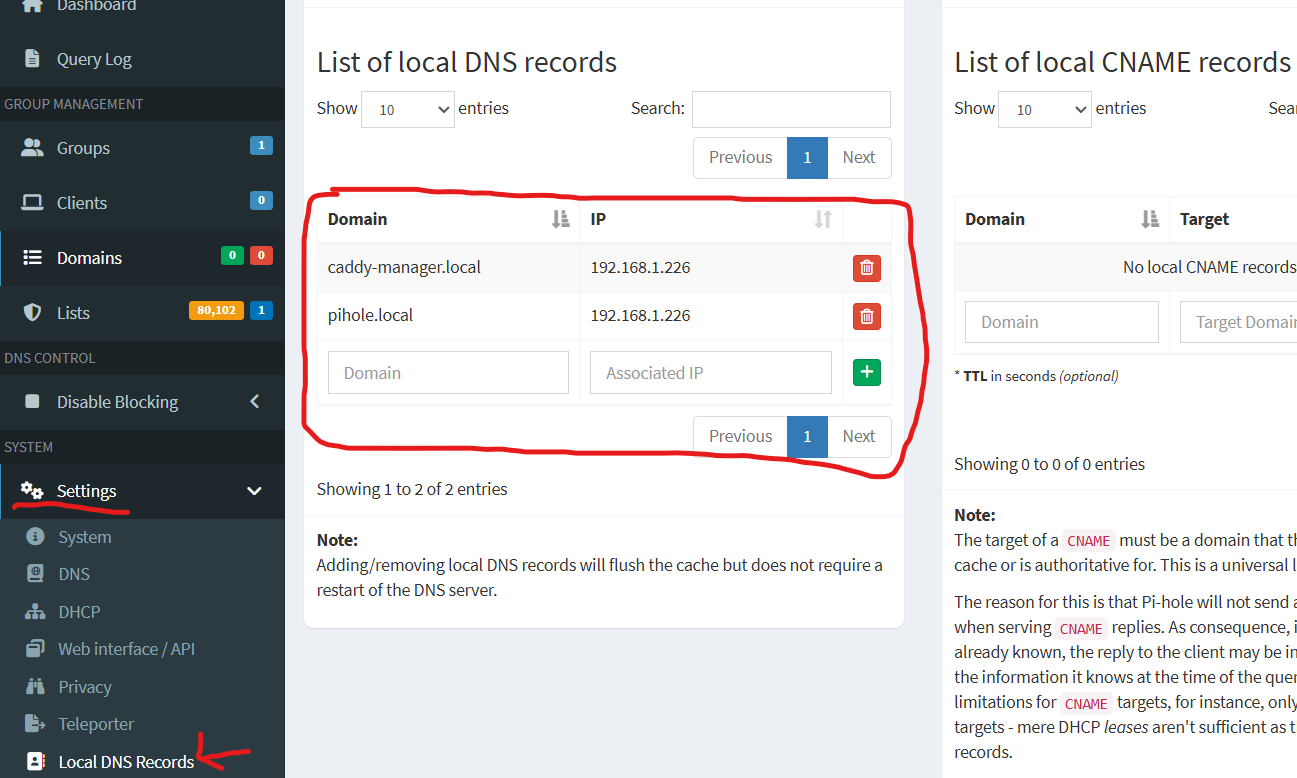 Dashboard
Query Log
GROUP MANAGEMENT
Groups 1
Clients 0
Domains 0 0
Lists 80,102 1
DNS CONTROL
Disable Blocking
SYSTEM
Settings
System
DNS
DHCP
Web interface / API
Privacy
Teleporter
Local DNS Records
List of local DNS records
Show 10 entries Search:
Previous 1 Next
Domain IP
caddy-manager.local 192.168.1.226
pihole.local 192.168.1.226
Domain Associated IP
Previous 1 Next
Showing 1 to 2 of 2 entries
Note:
Adding/removing local DNS records will flush the cache but does not require a
restart of the DNS server.
List of local CNAME records
Show 10 entries Sea
Domain Target
No local CNAME records
Domain Target Domain
* TTL in seconds (optional)
Showing 0 to 0 of 0 entries
Note:
The target of a CNAME must be a domain that th
cache or is authoritative for. This is a universal l
The reason for this is that Pi-hole will not send a
when serving CNAME replies. As consequence, i
already known, the reply to the client may be in
the information it knows at the time of the quer
limitations for CNAME targets, for instance, only
targets - mere DHCP leases aren't sufficient as t
records.